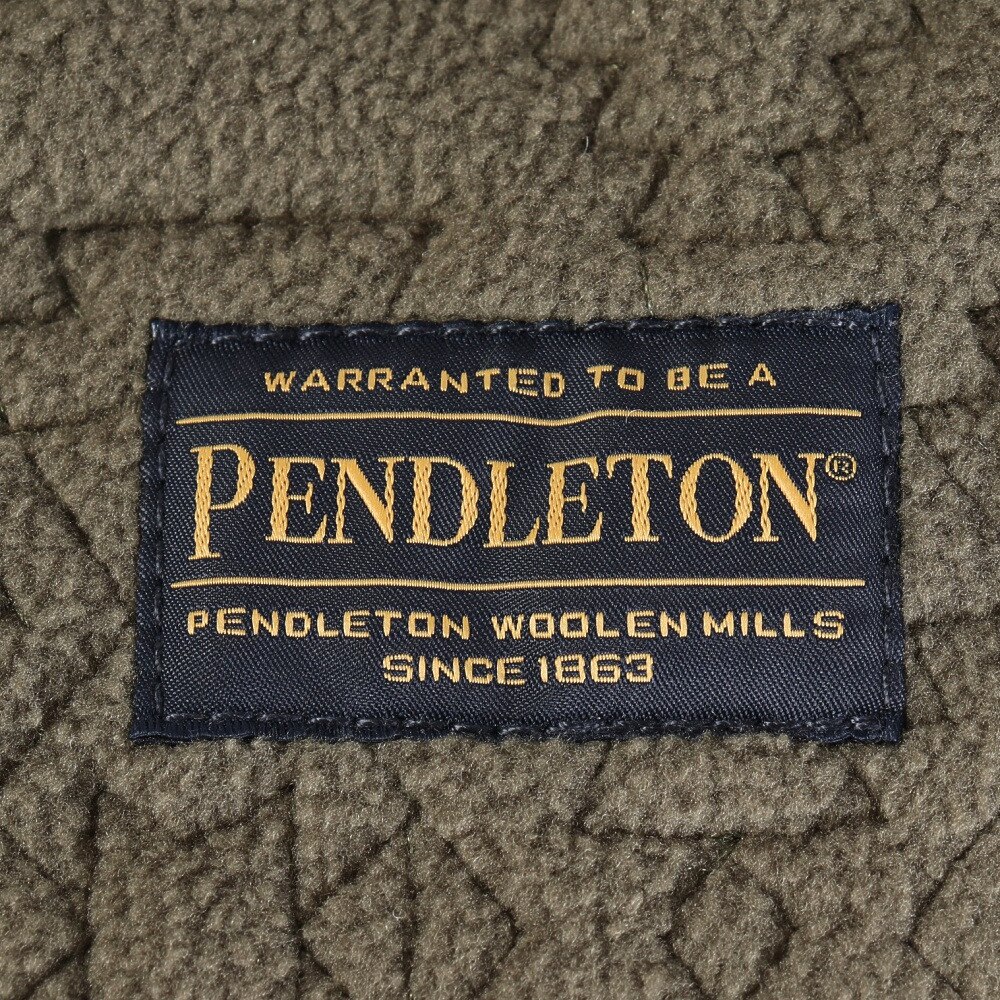 WARRANTED TO BE A
PENDLETON®
PENDLETON WOOLEN MILLS
SINCE 1863